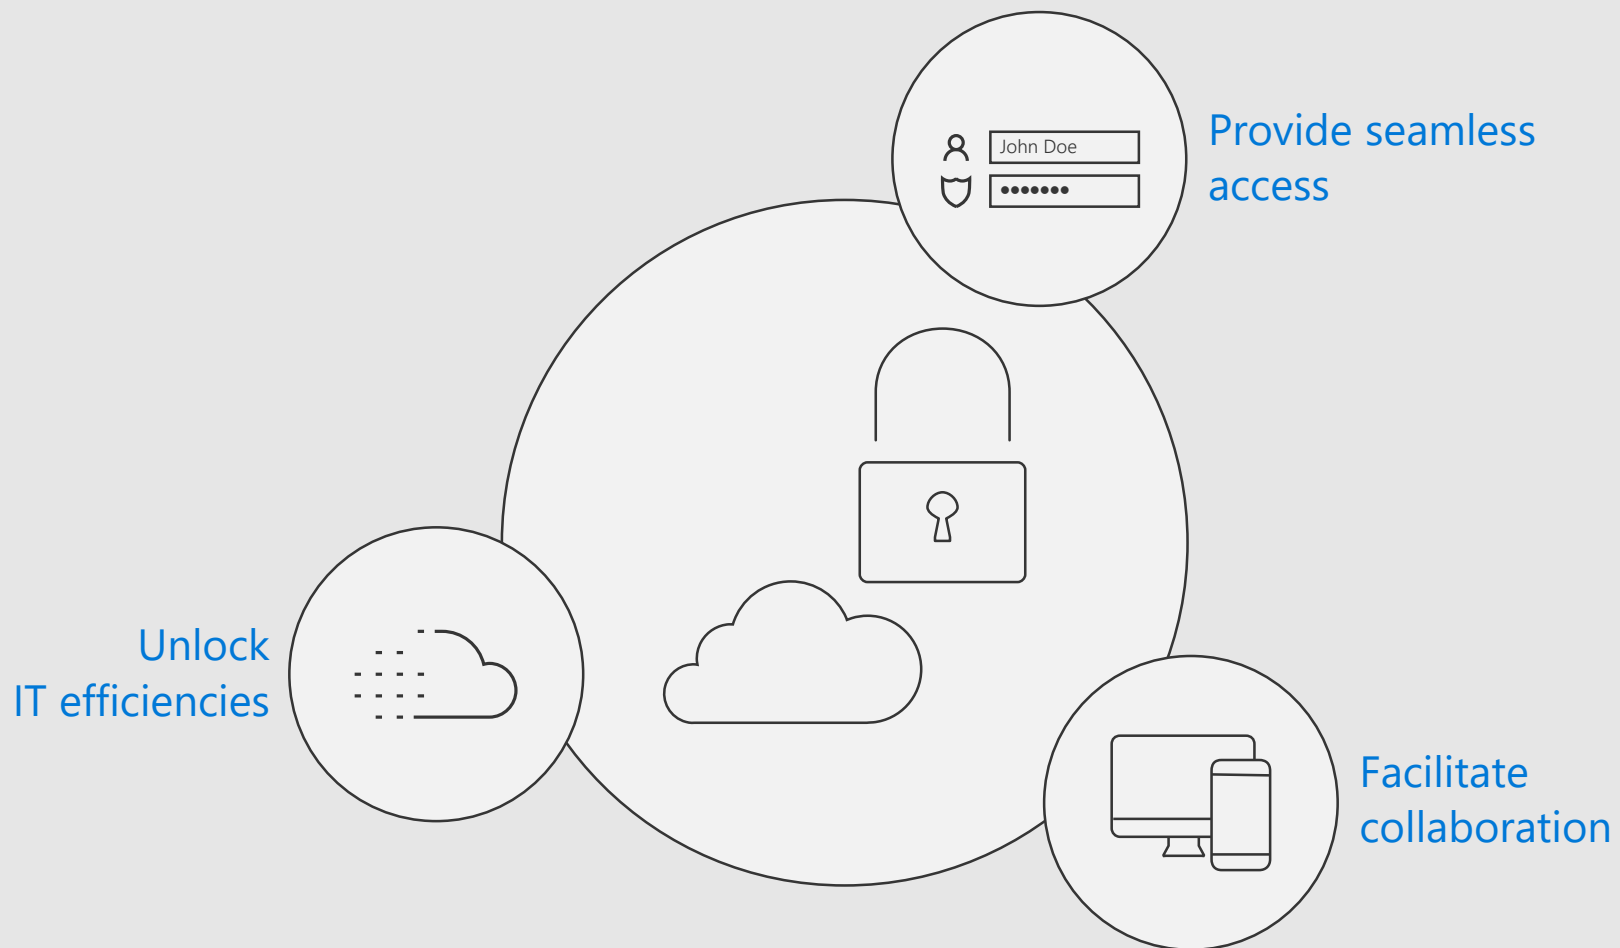 Provide seamless
access
John Doe
●●●●●●●
Unlock
IT efficiencies
Facilitate
collaboration